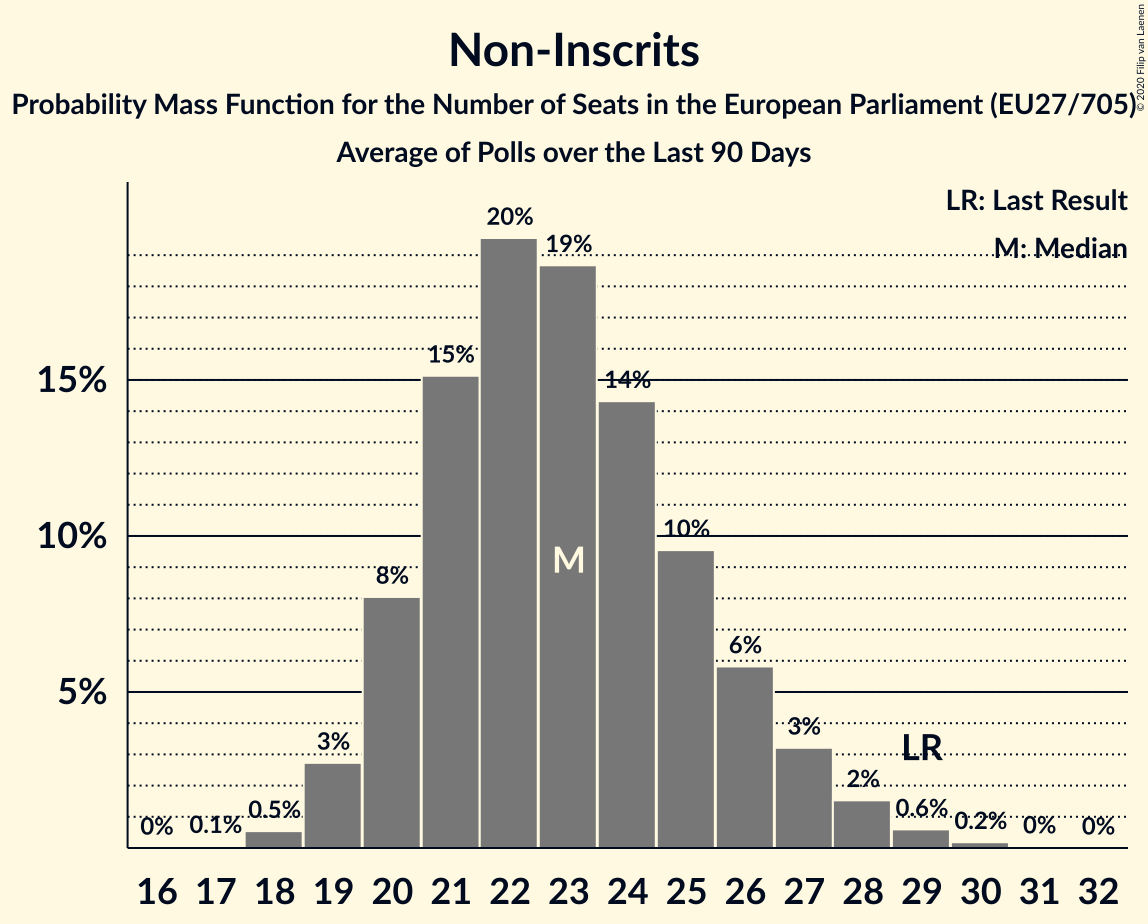 Non-Inscrits
Probability Mass Function for the Number of Seats in the European Parliament (EU27/705)
Average of Polls over the Last 90 Days
© 2020 Filip van Laenen
LR: Last Result
M: Median
20%
19%
15%
15%
14%
10%
10%
M
8%
6%
5%
3%
3%
LR
2%
0.5%
0.6%
0.2%
0%
0.1%
0%
0%
16 17 18 19 20 21 22 23 24 25 26 27 28 29 30 31 32